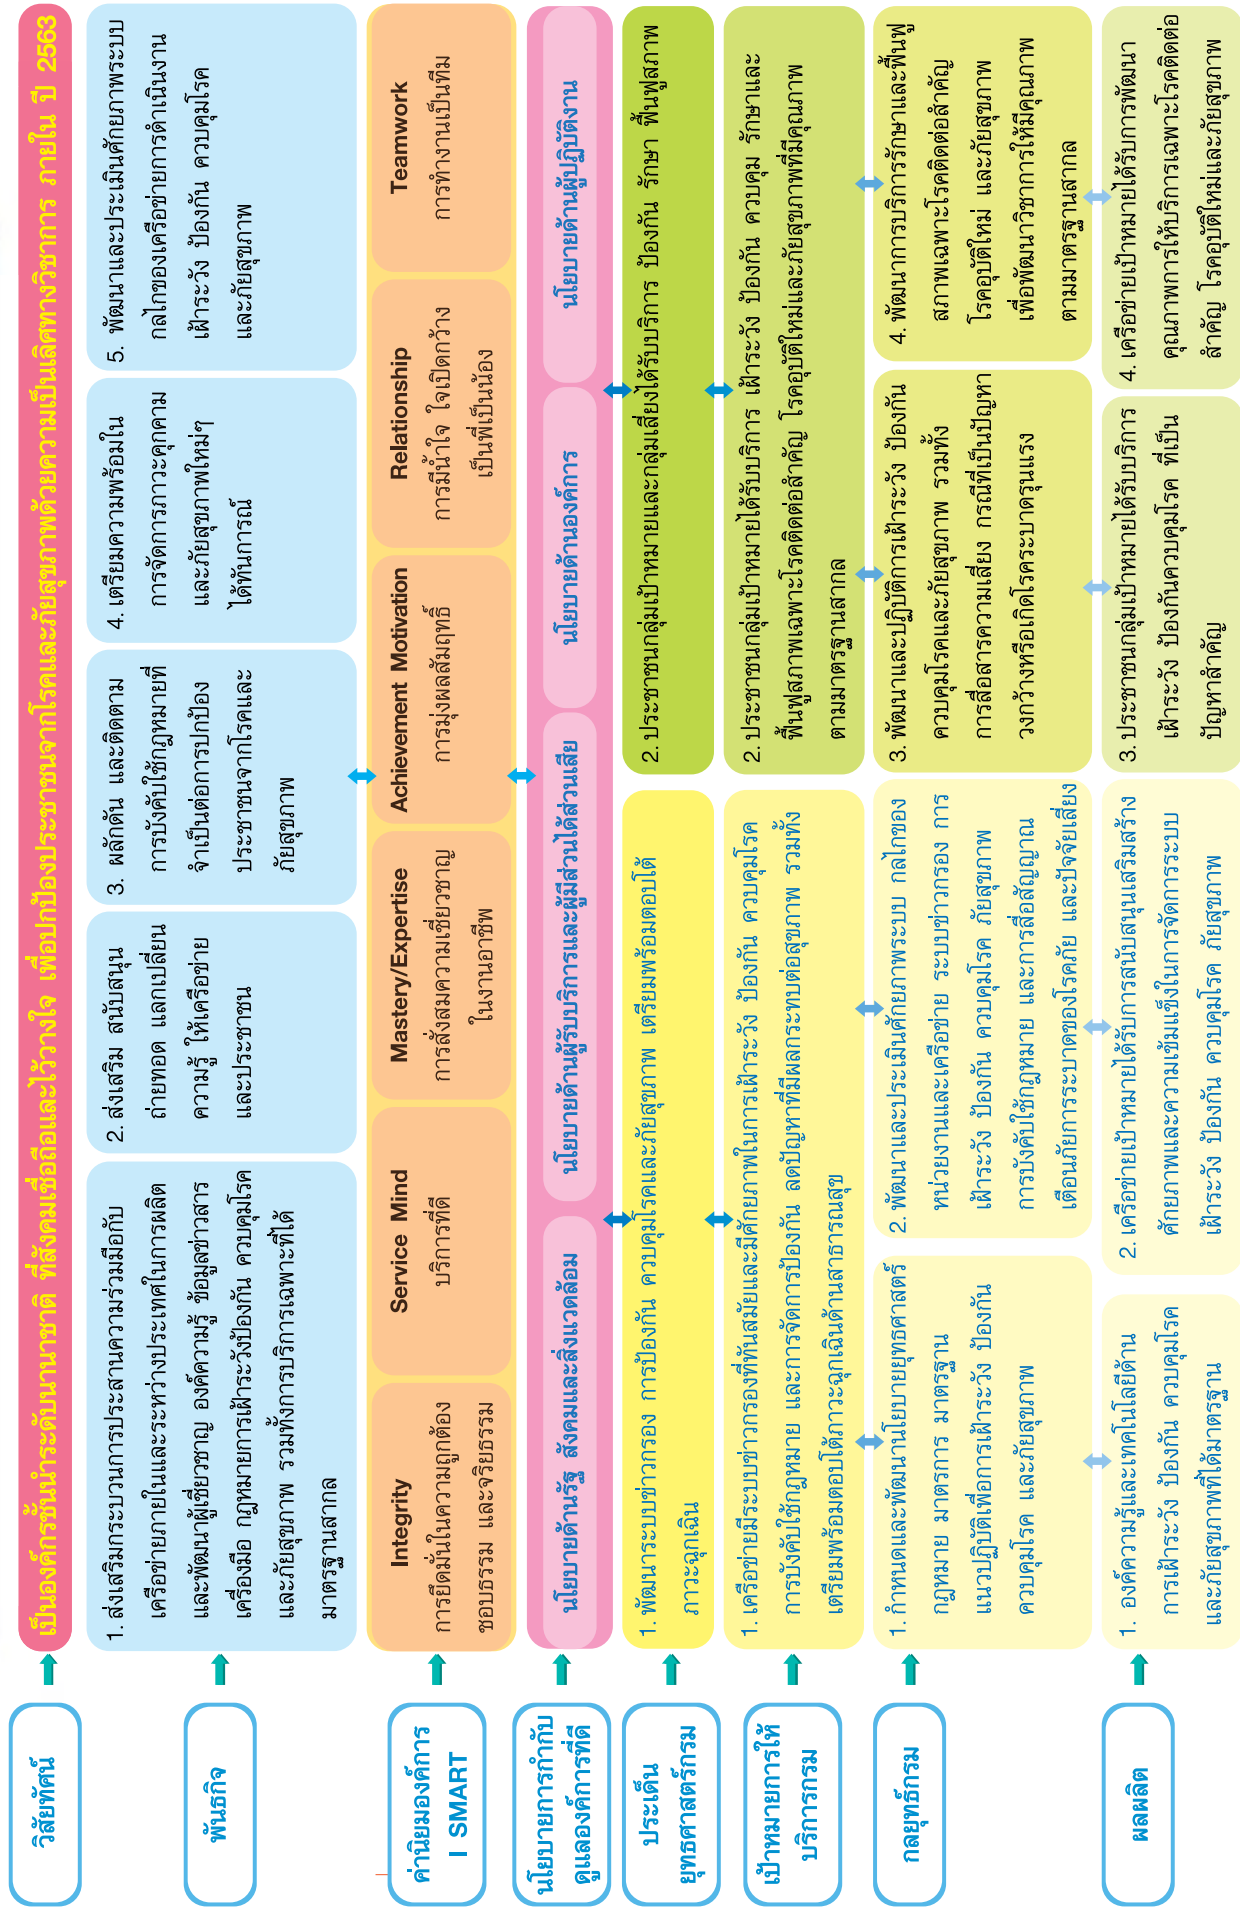 วิสัยทัศน์
เป็นองค์กรชั้นนำระดับนานาชาติ ที่สังคมเชื่อถือและไว้วางใจ เพื่อปกป้องประชาชนจากโรคและภัยสุขภาพด้วยความเป็นเลิศทางวิชาการ ภายใน ปี 2563
พันธกิจ
1. ส่งเสริมกระบวนการประสานความร่วมมือกับ
เครือข่ายภายในและระหว่างประเทศในการผลิต
และพัฒนาผู้เชี่ยวชาญ องค์ความรู้ ข้อมูลข่าวสาร
เครื่องมือ กฎหมายการเฝ้าระวังป้องกัน ควบคุมโรค
และภัยสุขภาพ รวมทั้งการบริการเฉพาะที่ได้
มาตรฐานสากล
2. ส่งเสริม สนับสนุน
ถ่ายทอด แลกเปลี่ยน
ความรู้ ให้เครือข่าย
และประชาชน
3. ผลักดัน และติดตาม
การบังคับใช้กฎหมายที่
จำเป็นต่อการปกป้อง
ประชาชนจากโรคและ
ภัยสุขภาพ
4. เตรียมความพร้อมใน
การจัดการภาวะคุกคาม
และภัยสุขภาพใหม่ๆ
ได้ทันการณ์
5. พัฒนาและประเมินศักยภาพระบบ
กลไกของเครือข่ายการดำเนินงาน
เฝ้าระวัง ป้องกัน ควบคุมโรค
และภัยสุขภาพ
ค่านิยมองค์การ
I SMART
Integrity
การยึดมั่นในความถูกต้อง
ชอบธรรม และจริยธรรม
Service Mind
บริการที่ดี
Mastery/Expertise
การสั่งสมความเชี่ยวชาญ
ในงานอาชีพ
Achievement Motivation
การมุ่งผลสัมฤทธิ์
Relationship
การมีน้ำใจ ใจเปิดกว้าง
เป็นพี่เป็นน้อง
Teamwork
การทำงานเป็นทีม
นโยบายการกำกับ
ดูแลองค์การที่ดี
นโยบายด้านรัฐ สังคมและสิ่งแวดล้อม
นโยบายด้านผู้รับบริการและผู้มีส่วนได้ส่วนเสีย
นโยบายด้านองค์การ
นโยบายด้านผู้ปฏิบัติงาน
ประเด็น
ยุทธศาสตร์กรม
1. พัฒนาระบบข่าวกรอง การป้องกัน ควบคุมโรคและภัยสุขภาพ เตรียมพร้อมตอบโต้
ภาวะฉุกเฉิน
2. ประชาชนกลุ่มเป้าหมายและกลุ่มเสี่ยงได้รับบริการ ป้องกัน รักษา ฟื้นฟูสภาพ
เป้าหมายการให้
บริการกรม
1. เครือข่ายมีระบบข่าวกรองที่ทันสมัยและมีศักยภาพในการเฝ้าระวัง ป้องกัน ควบคุมโรค
การบังคับใช้กฎหมาย และการจัดการป้องกัน ลดปัญหาที่มีผลกระทบต่อสุขภาพ รวมทั้ง
เตรียมพร้อมตอบโต้ภาวะฉุกเฉินด้านสาธารณสุข
2. ประชาชนกลุ่มเป้าหมายได้รับบริการ เฝ้าระวัง ป้องกัน ควบคุม รักษาและ
ฟื้นฟูสภาพเฉพาะโรคติดต่อสำคัญ โรคอุบัติใหม่และภัยสุขภาพที่มีคุณภาพ
ตามมาตรฐานสากล
กลยุทธ์กรม
1. กำหนดและพัฒนานโยบายยุทธศาสตร์
กฎหมาย มาตรการ มาตรฐาน
แนวปฏิบัติเพื่อการเฝ้าระวัง ป้องกัน
ควบคุมโรค และภัยสุขภาพ
2. พัฒนาและประเมินศักยภาพระบบ กลไกของ
หน่วยงานและเครือข่าย ระบบข่าวกรอง การ
เฝ้าระวัง ป้องกัน ควบคุมโรค ภัยสุขภาพ
การบังคับใช้กฎหมาย และการสื่อสัญญาณ
เตือนภัยการระบาดของโรคภัย และปัจจัยเสี่ยง
3. พัฒนาและปฏิบัติการเฝ้าระวัง ป้องกัน
ควบคุมโรคและภัยสุขภาพ รวมทั้ง
การสื่อสารความเสี่ยง กรณีที่เป็นปัญหา
วงกว้างหรือเกิดโรคระบาดรุนแรง
4. พัฒนาการบริการรักษาและฟื้นฟู
สภาพเฉพาะโรคติดต่อสำคัญ
โรคอุบัติใหม่ และภัยสุขภาพ
เพื่อพัฒนาวิชาการให้มีคุณภาพ
ตามมาตรฐานสากล
ผลผลิต
1. องค์ความรู้และเทคโนโลยีด้าน
การเฝ้าระวัง ป้องกัน ควบคุมโรค
และภัยสุขภาพที่ได้มาตรฐาน
2. เครือข่ายเป้าหมายได้รับการสนับสนุนเสริมสร้าง
ศักยภาพและความเข้มแข็งในการจัดการระบบ
เฝ้าระวัง ป้องกัน ควบคุมโรค ภัยสุขภาพ
3. ประชาชนกลุ่มเป้าหมายได้รับบริการ
เฝ้าระวัง ป้องกันควบคุมโรค ที่เป็น
ปัญหาสำคัญ
4. เครือข่ายเป้าหมายได้รับการพัฒนา
คุณภาพการให้บริการเฉพาะโรคติดต่อ
สำคัญ โรคอุบัติใหม่และภัยสุขภาพ